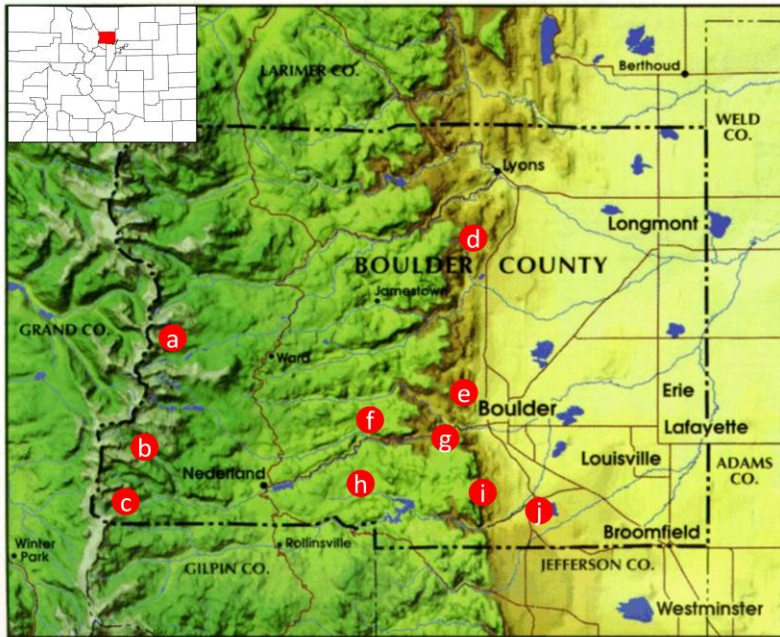 LARIMER CO.
Berthoud
WELD CO.
Lyons
Longmont
d
BOULDER COUNTY
Jamestown
GRAND CO.
a
Ward
e
Erie
Boulder
f
Lafayette
g
b
Louisville
ADAMS CO.
Nederland
h
i
c
j
Broomfield
Winter Park
Rollinsville
GILPIN CO.
JEFFERSON CO.
Westminster